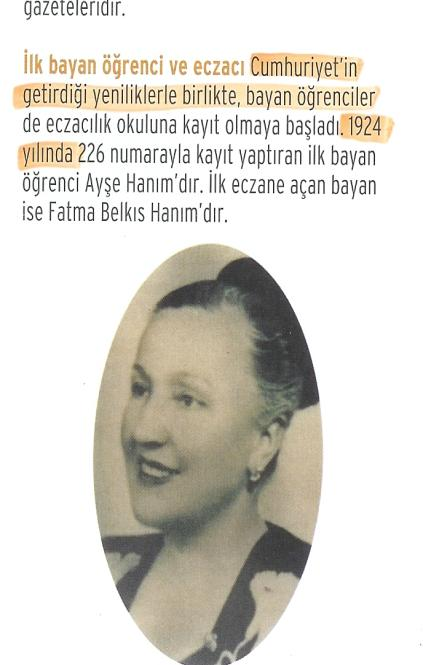 gazeteleridir.
İlk bayan öğrenci ve eczacı Cumhuriyet'in
getirdiği yeniliklerle birlikte, bayan öğrenciler
de eczacılık okuluna kayıt olmaya başladı. 1924
yılında 226 numarayla kayıt yaptıran ilk bayan
öğrenci Ayşe Hanım'dır. İlk eczane açan bayan
ise Fatma Belkıs Hanım'dır.